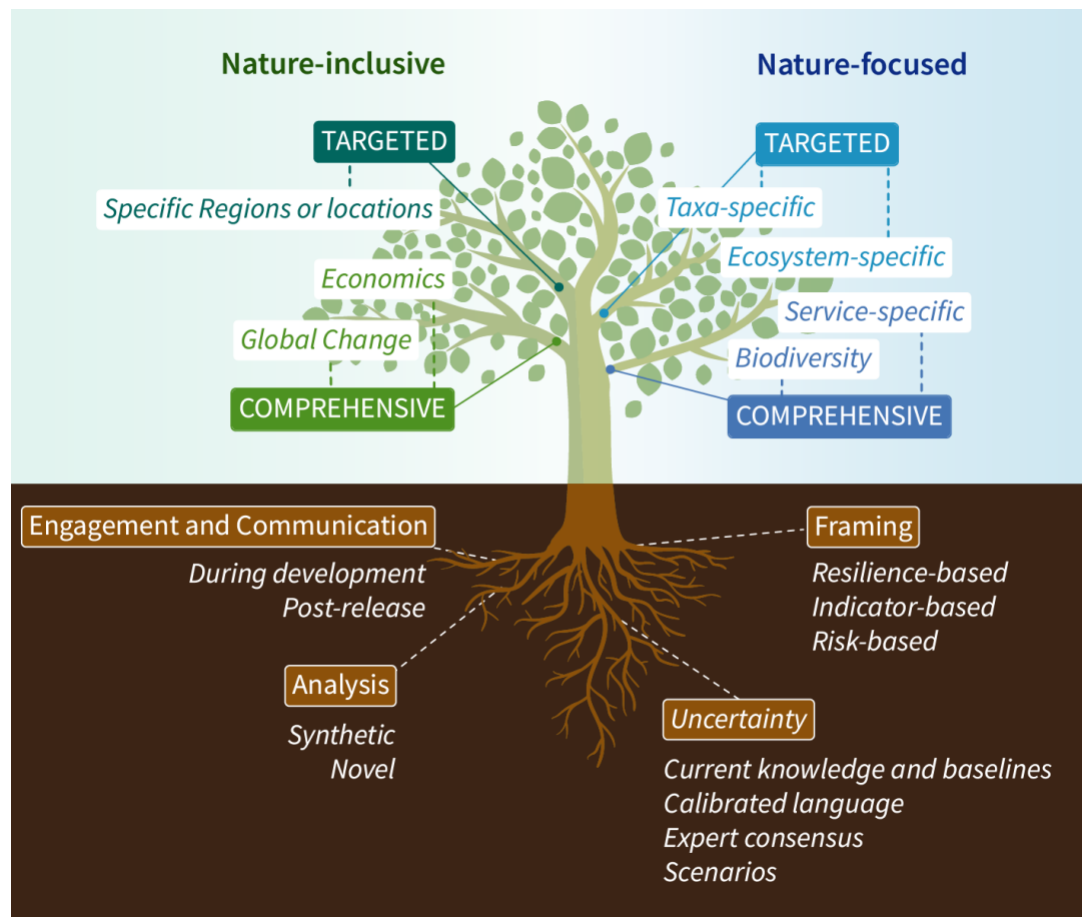 Nature-inclusive
TARGETED
Specific Regions or locations
Economics
Global Change
COMPREHENSIVE
Nature-focused
TARGETED
Taxa-specific
Ecosystem-specific
Service-specific
Biodiversity
COMPREHENSIVE
Engagement and Communication
During development
Post-release
Analysis
Synthetic
Novel
Framing
Resilience-based
Indicator-based
Risk-based
Uncertainty
Current knowledge and baselines
Calibrated language
Expert consensus
Scenarios